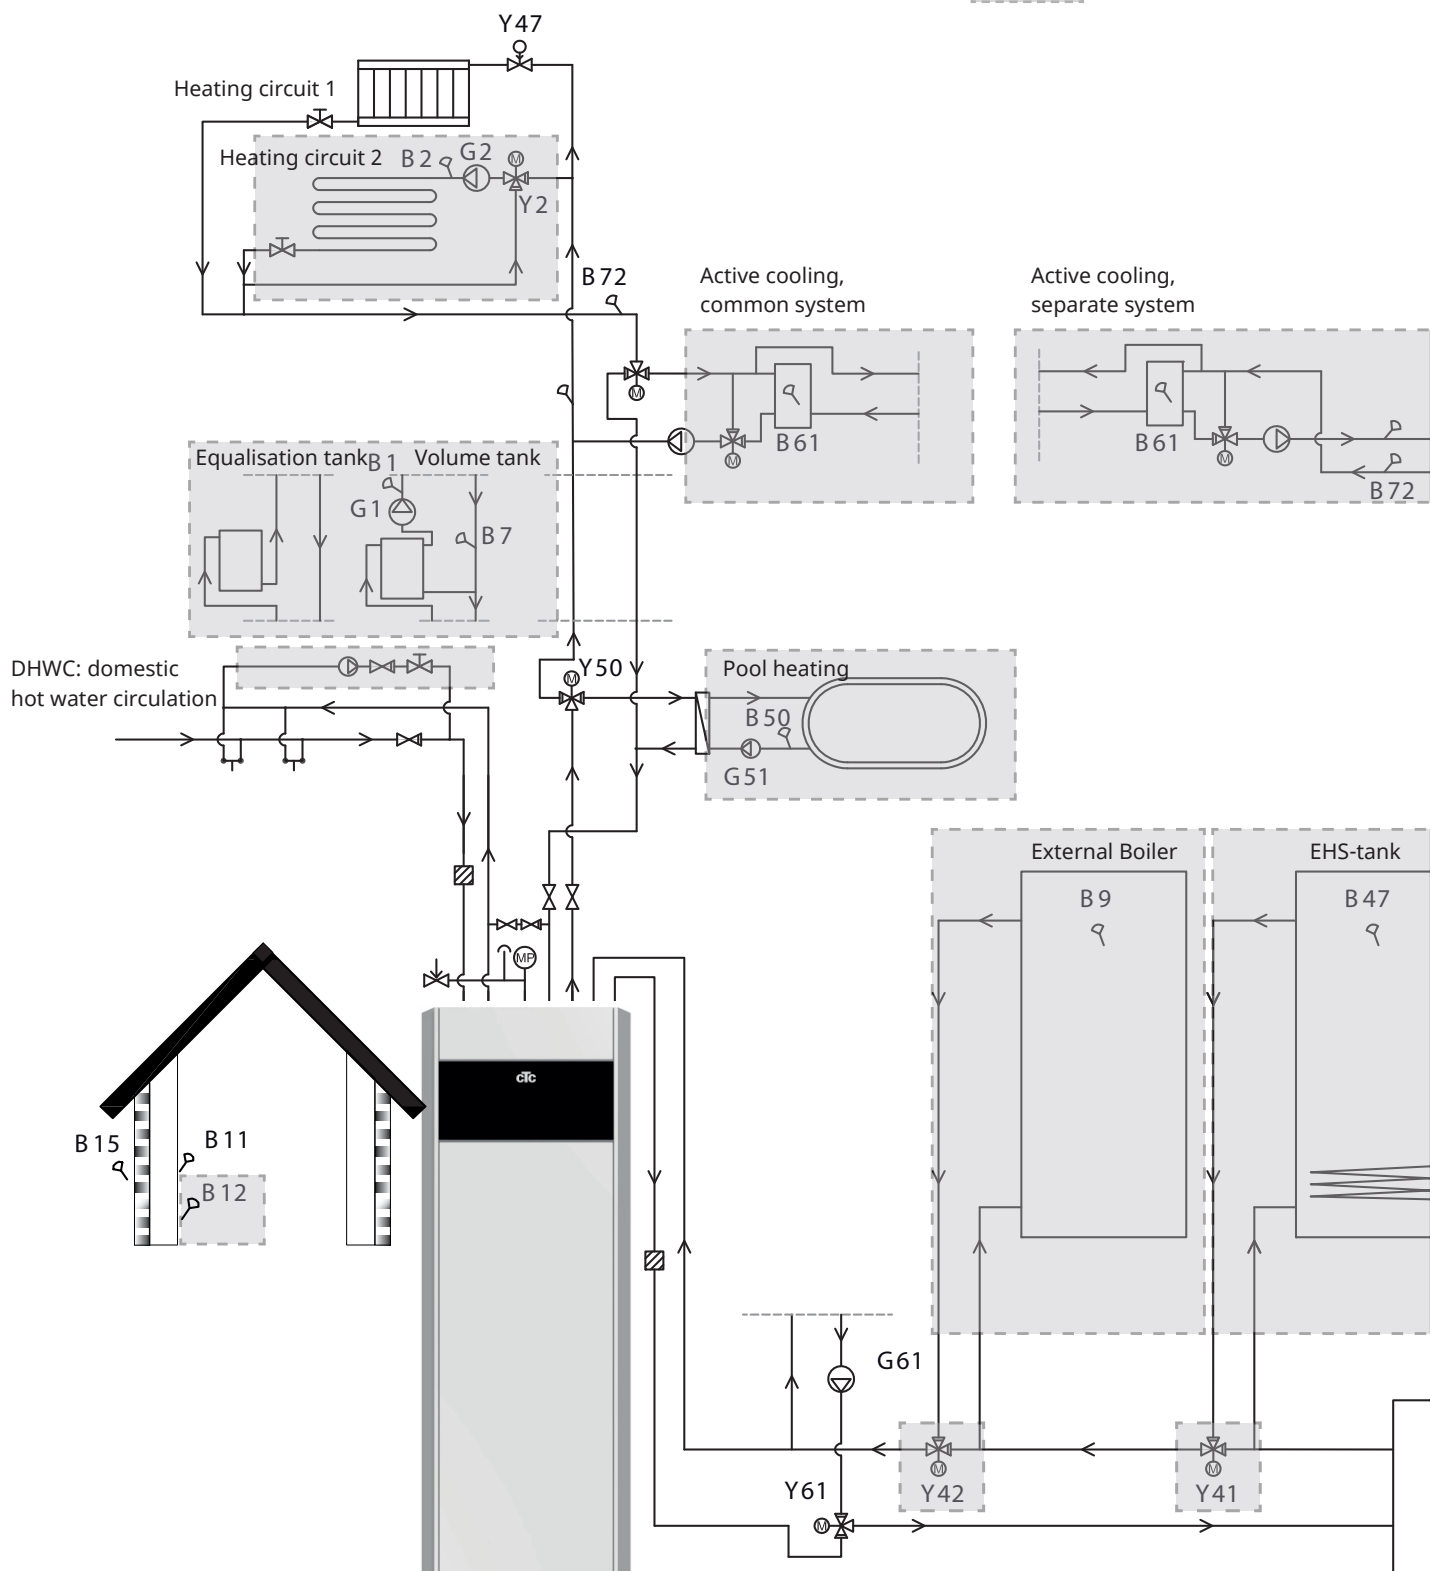 Y47
Heating circuit 1
Heating circuit 2
B2
G2
M
Y2
B72
Active cooling,
common system
Active cooling,
separate system
M
B61
M
B61
M
B72
Equalisation tank
B1
Volume tank
G1
B7
DHWC: domestic
hot water circulation
Y50
M
Pool heating
B50
G51
External Boiler
EHS-tank
B9
B47
MP
cTc
B15
B11
B12
G61
M
M
Y61
Y42
Y41
M